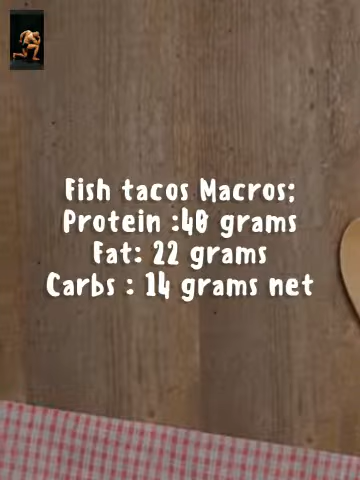 Fish tacos Macros;
Protein :40 grams
Fat: 22 grams
Carbs : 14 grams net